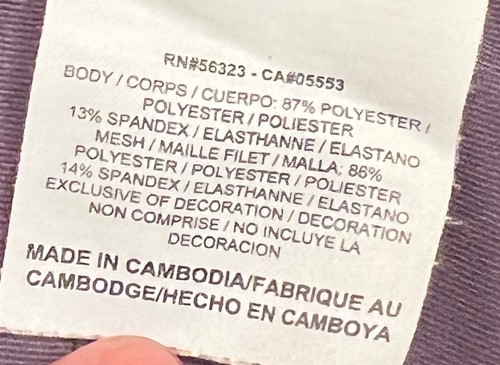 RN#56323 - CA#05553
BODY / CORPS / CUERPO: 87% POLYESTER /
POLYESTER / POLIESTER
13% SPANDEX / ELASTHANNE / ELASTANO
MESH / MAILLE FILET / MALLA: 86%
POLYESTER / POLYESTER / POLIESTER
14% SPANDEX / ELASTHANNE / ELASTANO
EXCLUSIVE OF DECORATION / DECORATION
NON COMPRISE / NO INCLUYE LA
DECORACION
MADE IN CAMBODIA/FABRIQUE AU
CAMBODGE/HECHO EN CAMBOYA